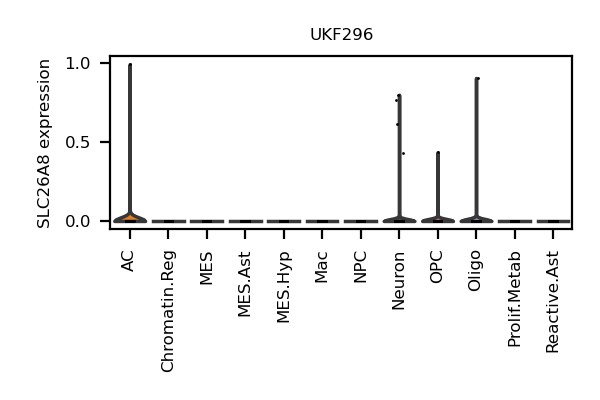 UKF296
SLC26A8 expression
1.0
0.5
0.0
AC
Chromatin.Reg
MES
MES.Ast
MES.Hyp
Mac
NPC
Neuron
OPC
Oligo
Prolif.Metab
Reactive.Ast